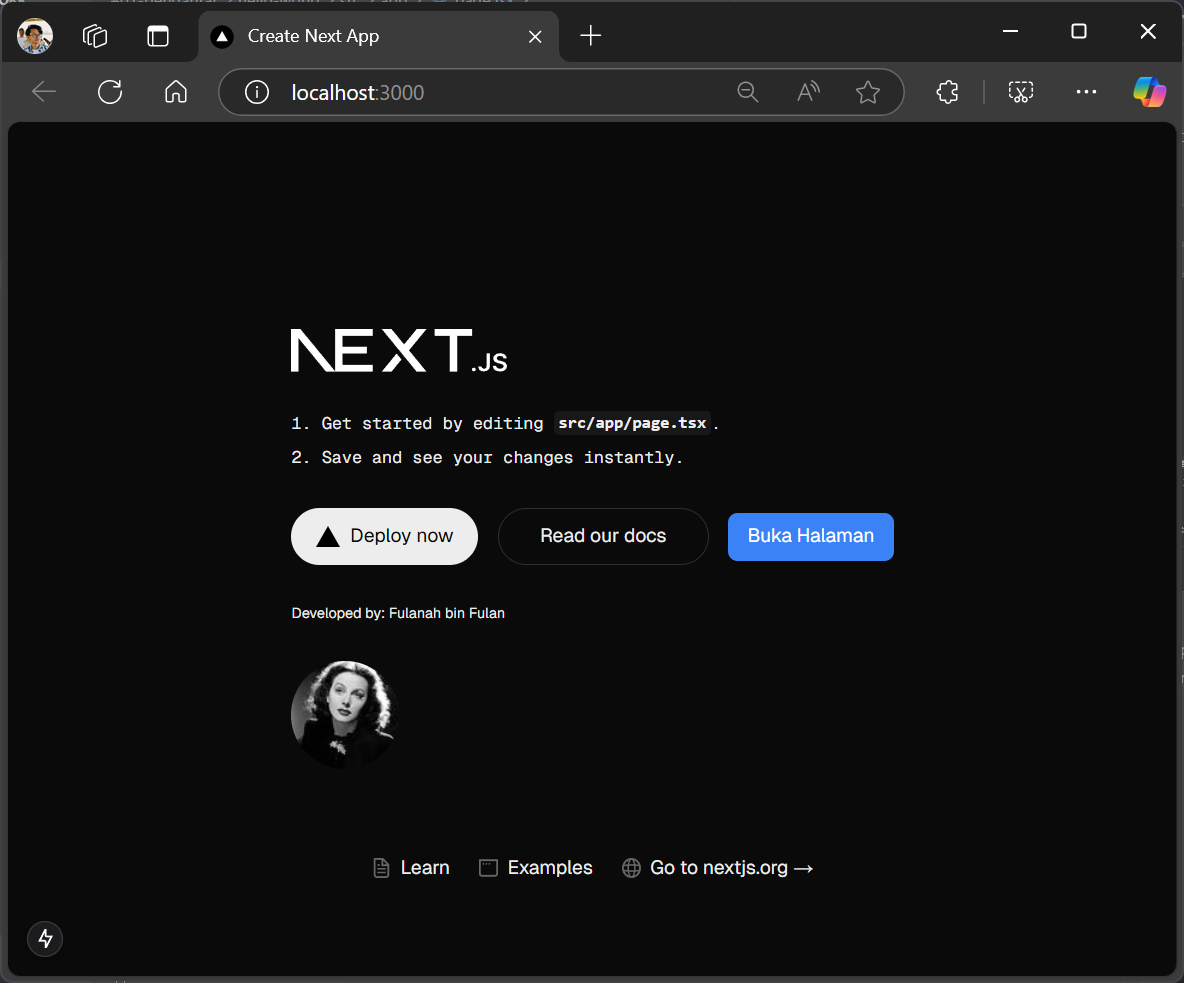 Create Next App
localhost:3000
NEXT.JS
1. Get started by editing src/app/page.tsx.
2. Save and see your changes instantly.
Deploy now
Read our docs
Buka Halaman
Developed by: Fulanah bin Fulan
Learn
Examples
Go to nextjs.org →